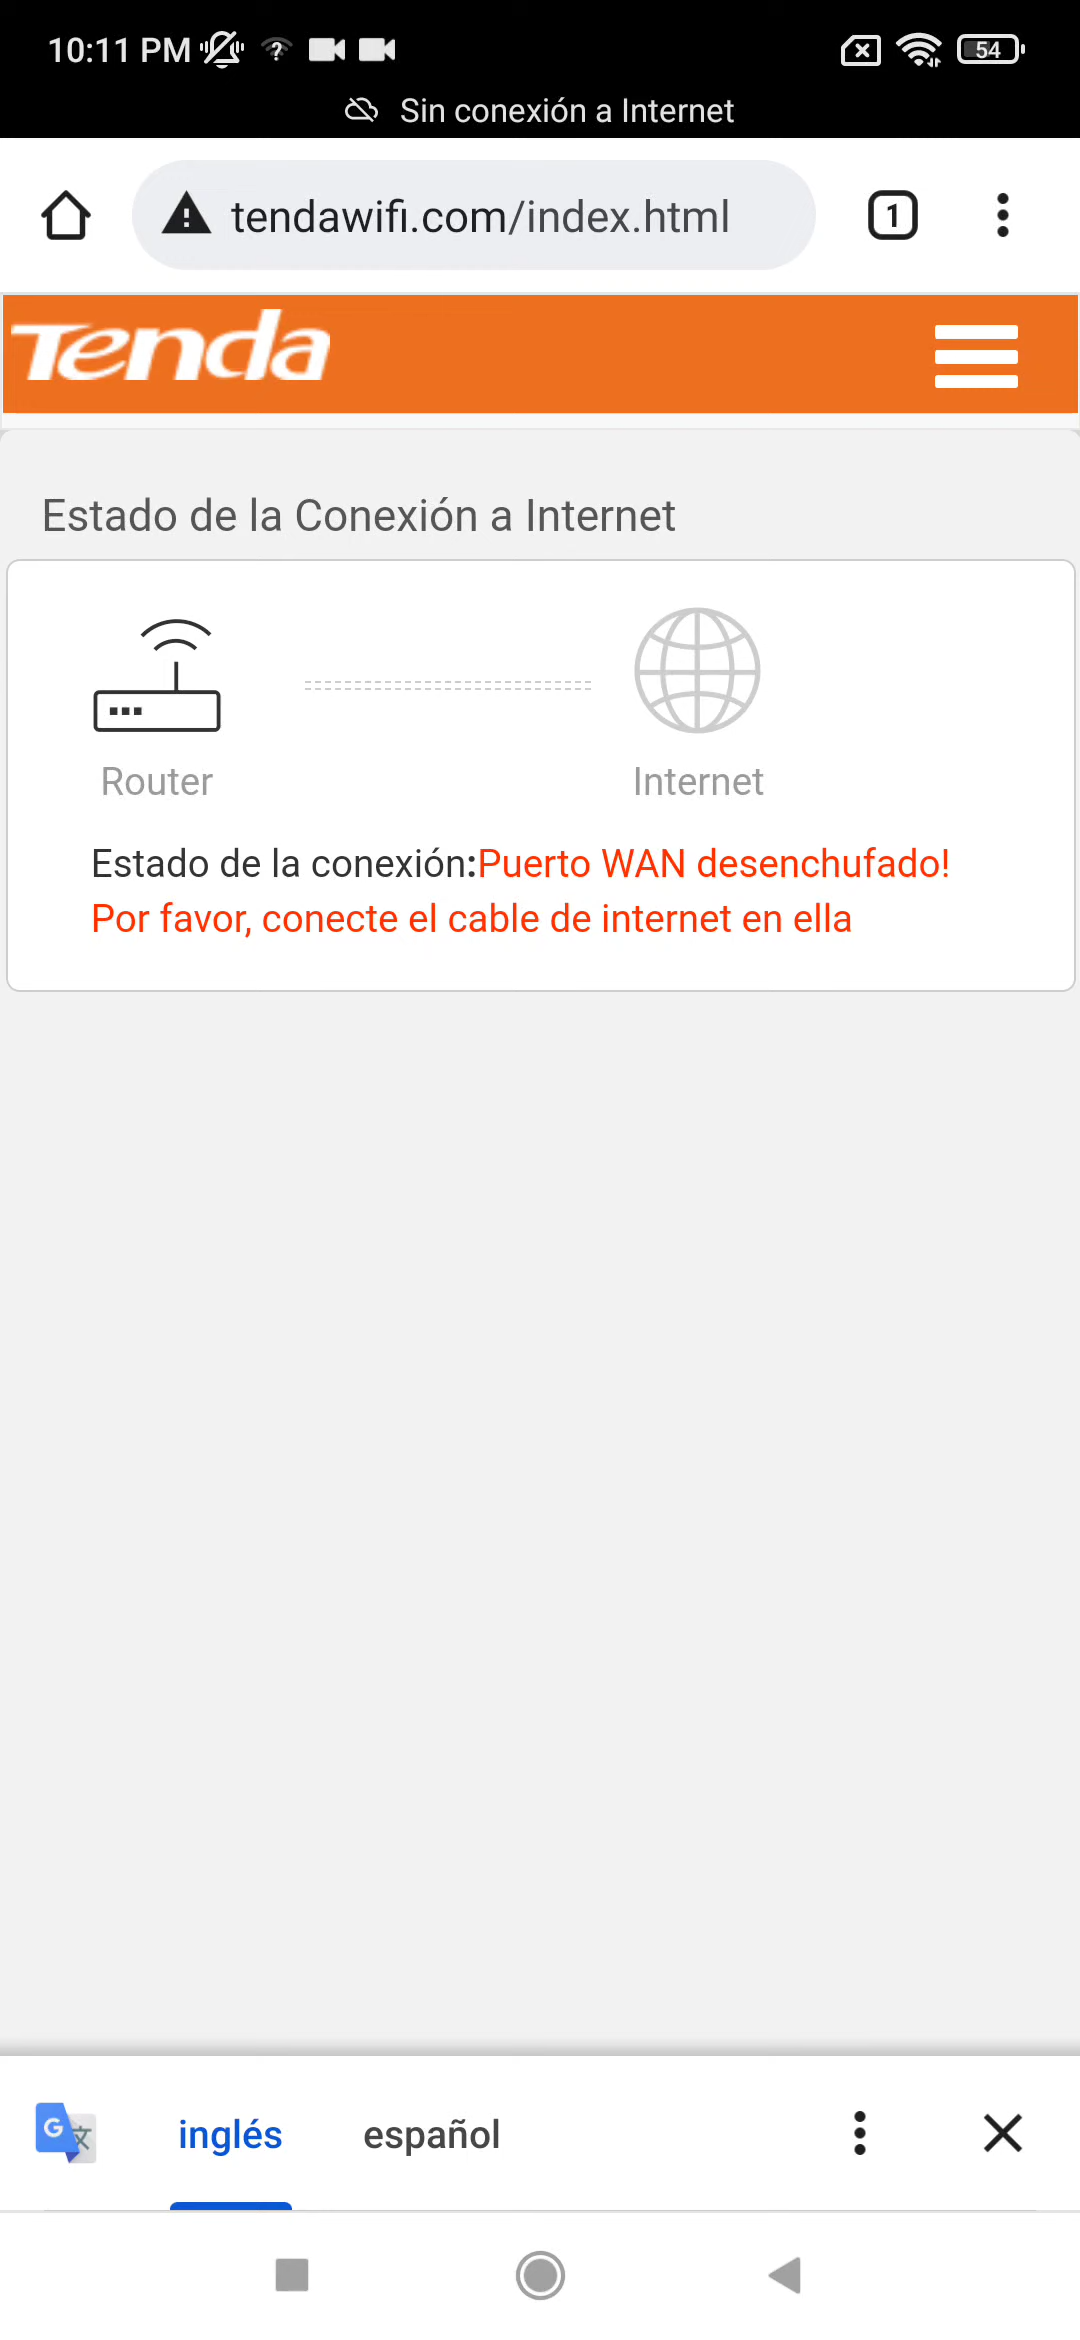 10:11 PM
54
Sin conexión a Internet
tendawifi.com/index.html
1
Tenda
Estado de la Conexión a Internet
Router
Internet
Estado de la conexión:Puerto WAN desenchufado!
Por favor, conecte el cable de internet en ella
inglés
español